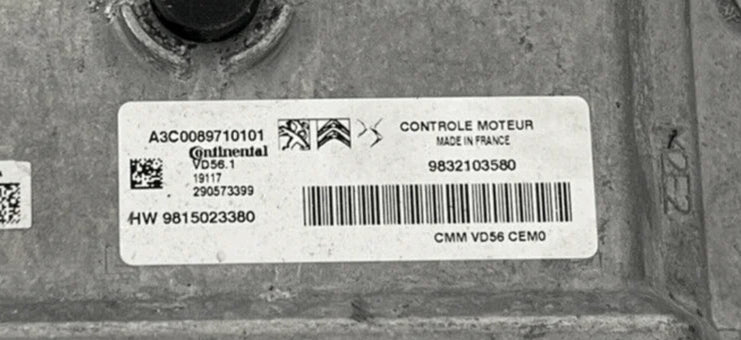 A3C0089710101
Continental
VD56.1
19117
290573399
HW 9815023380
CONTROLE MOTEUR
MADE IN FRANCE
9832103580
CMM VD56 CEM0